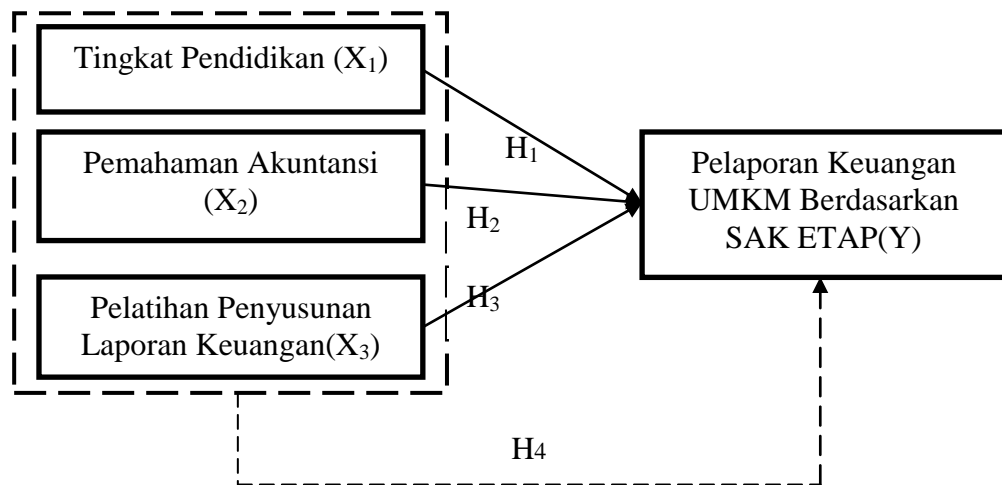 Tingkat Pendidikan (X₁)
Pemahaman Akuntansi
(X₂)
Pelatihan Penyusunan
Laporan Keuangan(X₃)
H₁
H₂
H₃
Pelaporan Keuangan
UMKM Berdasarkan
SAK ETAP(Y)
H4